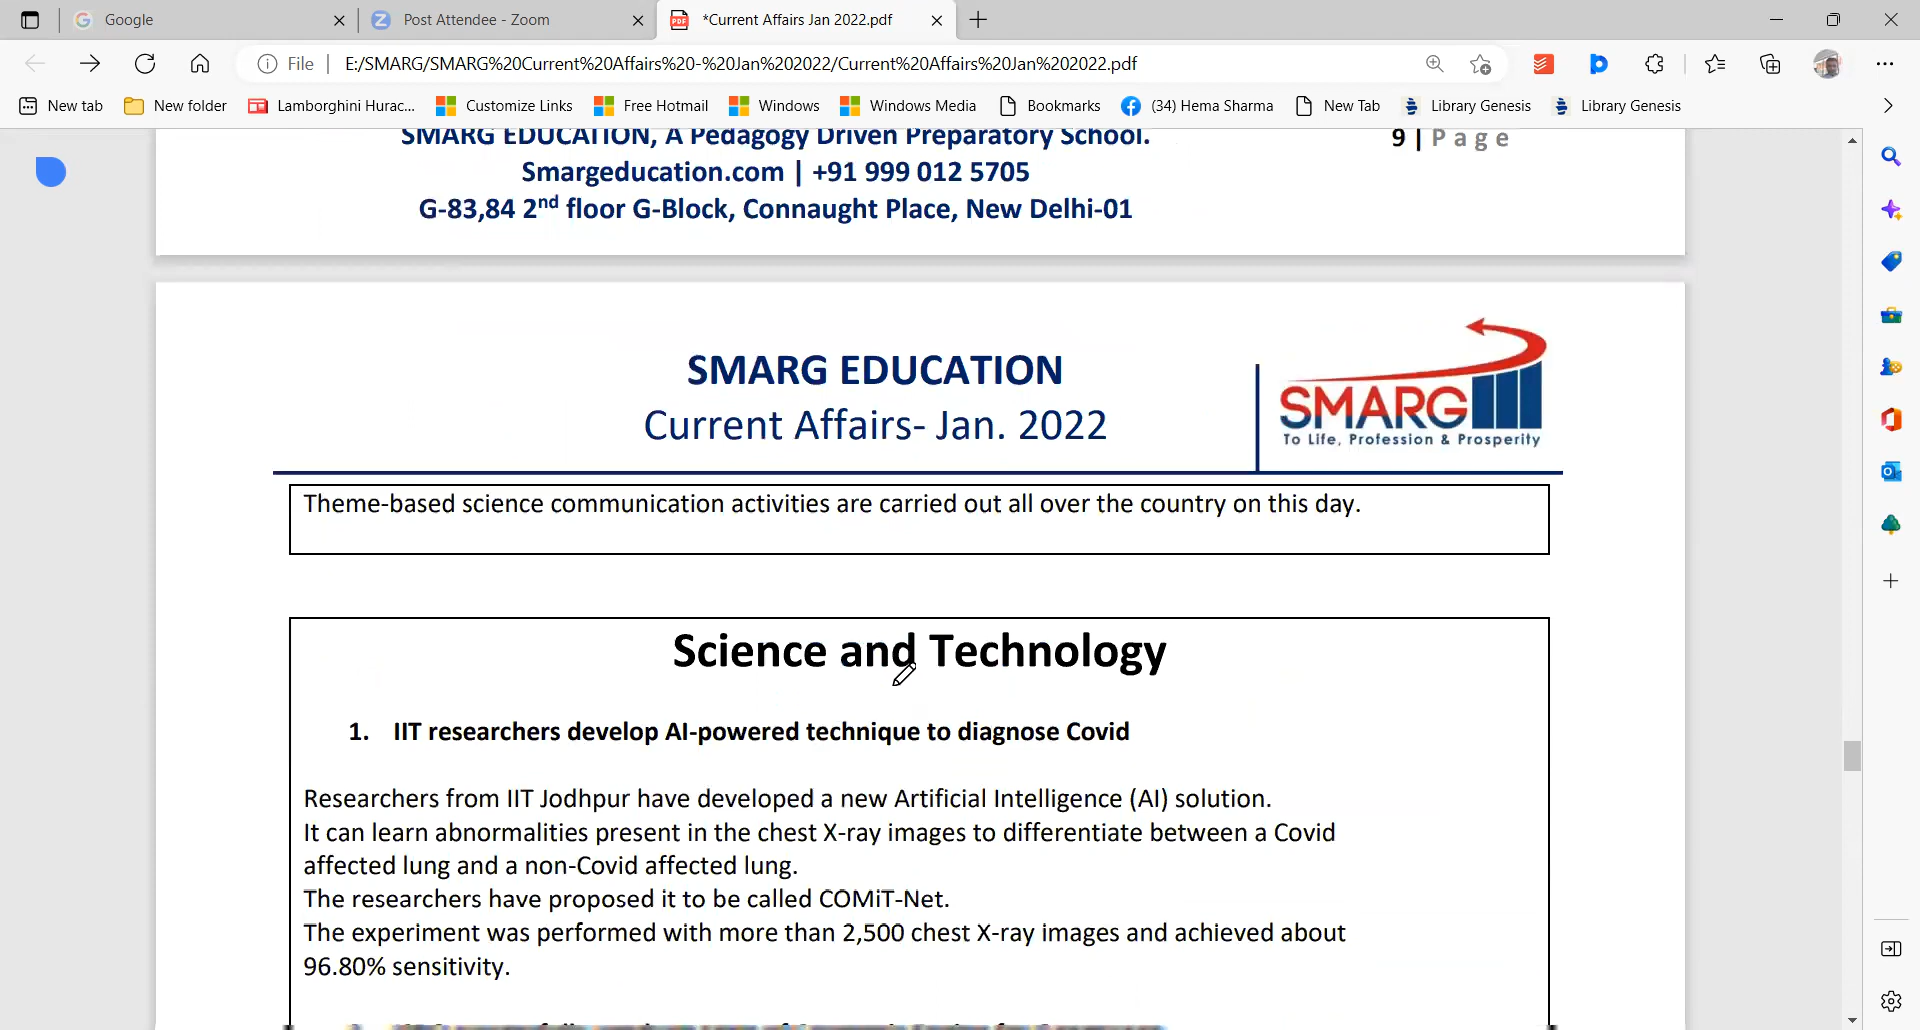 Google
Post Attendee - Zoom
*Current Affairs Jan 2022.pdf
File
E:/SMARG/SMARG%20Current%20Affairs%20-%20Jan%202022/Current%20Affairs%20Jan%202022.pdf
New tab
New folder
Lamborghini Hurac...
Customize Links
Free Hotmail
Windows
Windows Media
Bookmarks
(34) Hema Sharma
New Tab
Library Genesis
Library Genesis
SMARG EDUCATION, A Pedagogy Driven Preparatory School.
9 | Page
Smargeducation.com | +91 999 012 5705
G-83,84 2nd floor G-Block, Connaught Place, New Delhi-01
SMARG EDUCATION
Current Affairs- Jan. 2022
SMARG
To Life, Profession & Prosperity
Theme-based science communication activities are carried out all over the country on this day.
Science and Technology
1. IIT researchers develop AI-powered technique to diagnose Covid
Researchers from IIT Jodhpur have developed a new Artificial Intelligence (AI) solution.
It can learn abnormalities present in the chest X-ray images to differentiate between a Covid
affected lung and a non-Covid affected lung.
The researchers have proposed it to be called COMiT-Net.
The experiment was performed with more than 2,500 chest X-ray images and achieved about
96.80% sensitivity.